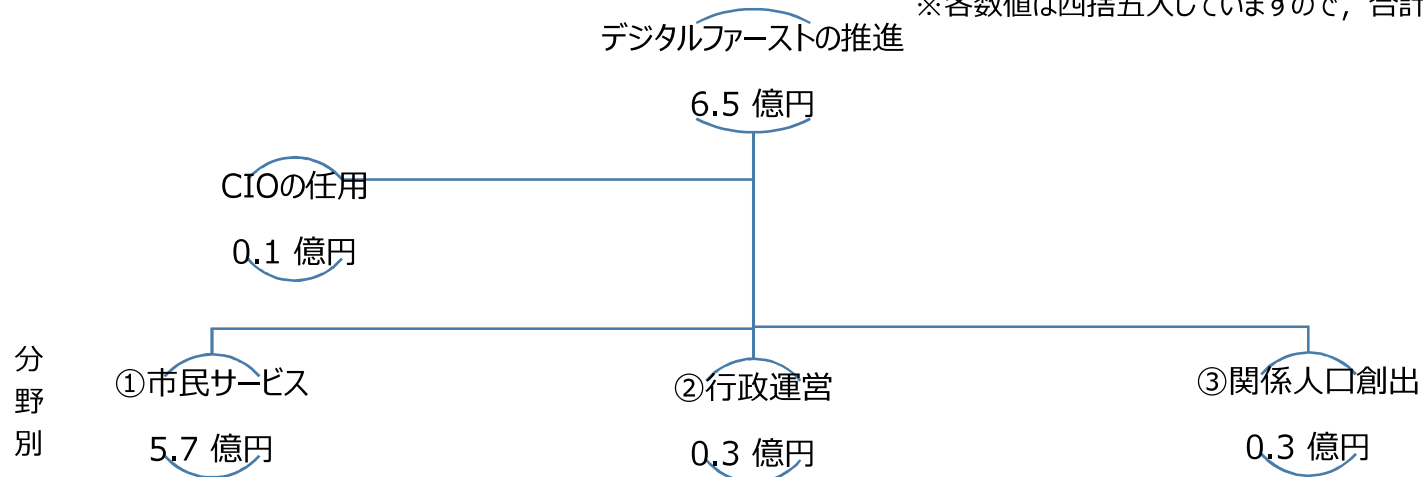 ※各数値は四捨五入していますので，合計
デジタルファーストの推進
6.5 億円
CIOの任用
0.1 億円
分野別
①市民サービス
5.7 億円
②行政運営
0.3 億円
③関係人口創出
0.3 億円